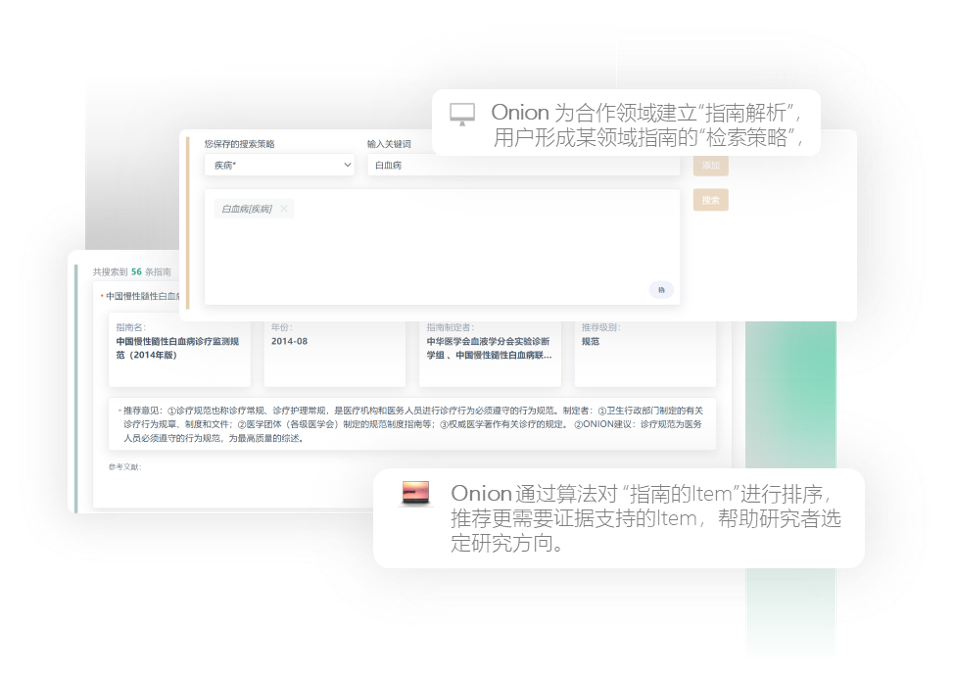 Onion 为合作领域建立“指南解析”,
用户形成某领域指南的“检索策略”,
您保存的搜索策略
输入关键词
疾病*
白血病
添加
搜索
白血病[疾病] ×
共搜索到 56 条指南
• 中国慢性髓性白血病
指南名：
中国慢性髓性白血病诊疗监测规
范（2014年版）
年份：
2014-08
指南制定者：
中华医学会血液学分会实验诊断
学组 、中国慢性髓性白血病联...
推荐级别：
规范
· 推荐意见：①诊疗规范也称诊疗常规、诊疗护理常规，是医疗机构和医务人员进行诊疗行为必须遵守的行为规范。制定者：①卫生行政部门制定的有关
诊疗行为规章、制度和文件；②医学团体（各级医学会）制定的规范制度指南等；③权威医学著作有关诊疗的规定。 ②ONION建议：诊疗规范为医务
人员必须遵守的行为规范，为最高质量的综述。
参考文献：
Onion 通过算法对 “指南的Item”进行排序，
推荐更需要证据支持的Item，帮助研究者选
定研究方向。